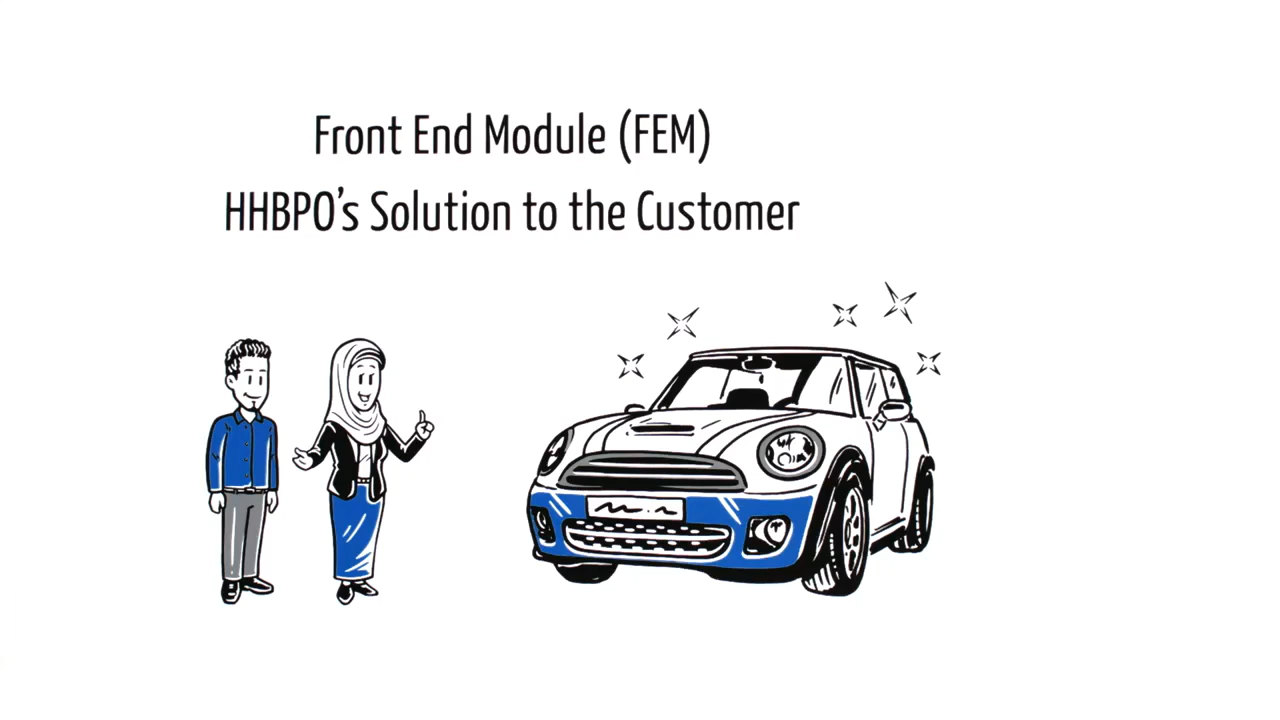 Front End Module (FEM)
HHBPO’s Solution to the Customer